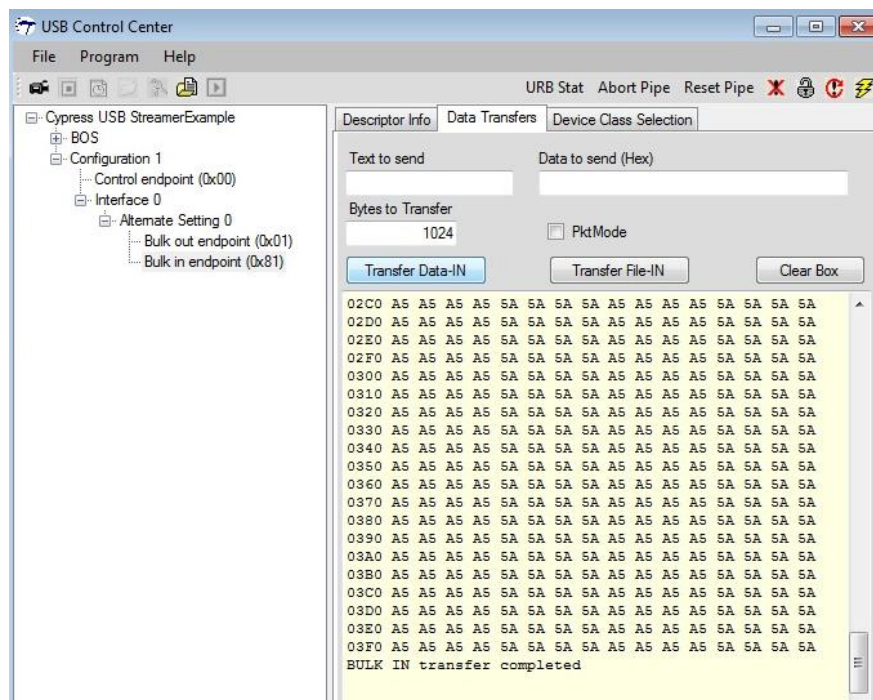 USB Control Center
File Program Help
URB Stat Abort Pipe Reset Pipe
Cypress USB StreamerExample
BOS
Configuration 1
Control endpoint (0x00)
Interface 0
Alternate Setting 0
Bulk out endpoint (0x01)
Bulk in endpoint (0x81)
Descriptor Info Data Transfers Device Class Selection
Text to send Data to send (Hex)
Bytes to Transfer
1024 PktMode
Transfer Data-IN Transfer File-IN Clear Box
02C0 A5 A5 A5 A5 5A 5A 5A 5A A5 A5 A5 A5 5A 5A 5A 5A
02D0 A5 A5 A5 A5 5A 5A 5A 5A A5 A5 A5 A5 5A 5A 5A 5A
02E0 A5 A5 A5 A5 5A 5A 5A 5A A5 A5 A5 A5 5A 5A 5A 5A
02F0 A5 A5 A5 A5 5A 5A 5A 5A A5 A5 A5 A5 5A 5A 5A 5A
0300 A5 A5 A5 A5 5A 5A 5A 5A A5 A5 A5 A5 5A 5A 5A 5A
0310 A5 A5 A5 A5 5A 5A 5A 5A A5 A5 A5 A5 5A 5A 5A 5A
0320 A5 A5 A5 A5 5A 5A 5A 5A A5 A5 A5 A5 5A 5A 5A 5A
0330 A5 A5 A5 A5 5A 5A 5A 5A A5 A5 A5 A5 5A 5A 5A 5A
0340 A5 A5 A5 A5 5A 5A 5A 5A A5 A5 A5 A5 5A 5A 5A 5A
0350 A5 A5 A5 A5 5A 5A 5A 5A A5 A5 A5 A5 5A 5A 5A 5A
0360 A5 A5 A5 A5 5A 5A 5A 5A A5 A5 A5 A5 5A 5A 5A 5A
0370 A5 A5 A5 A5 5A 5A 5A 5A A5 A5 A5 A5 5A 5A 5A 5A
0380 A5 A5 A5 A5 5A 5A 5A 5A A5 A5 A5 A5 5A 5A 5A 5A
0390 A5 A5 A5 A5 5A 5A 5A 5A A5 A5 A5 A5 5A 5A 5A 5A
03A0 A5 A5 A5 A5 5A 5A 5A 5A A5 A5 A5 A5 5A 5A 5A 5A
03B0 A5 A5 A5 A5 5A 5A 5A 5A A5 A5 A5 A5 5A 5A 5A 5A
03C0 A5 A5 A5 A5 5A 5A 5A 5A A5 A5 A5 A5 5A 5A 5A 5A
03D0 A5 A5 A5 A5 5A 5A 5A 5A A5 A5 A5 A5 5A 5A 5A 5A
03E0 A5 A5 A5 A5 5A 5A 5A 5A A5 A5 A5 A5 5A 5A 5A 5A
03F0 A5 A5 A5 A5 5A 5A 5A 5A A5 A5 A5 A5 5A 5A 5A 5A
BULK IN transfer completed